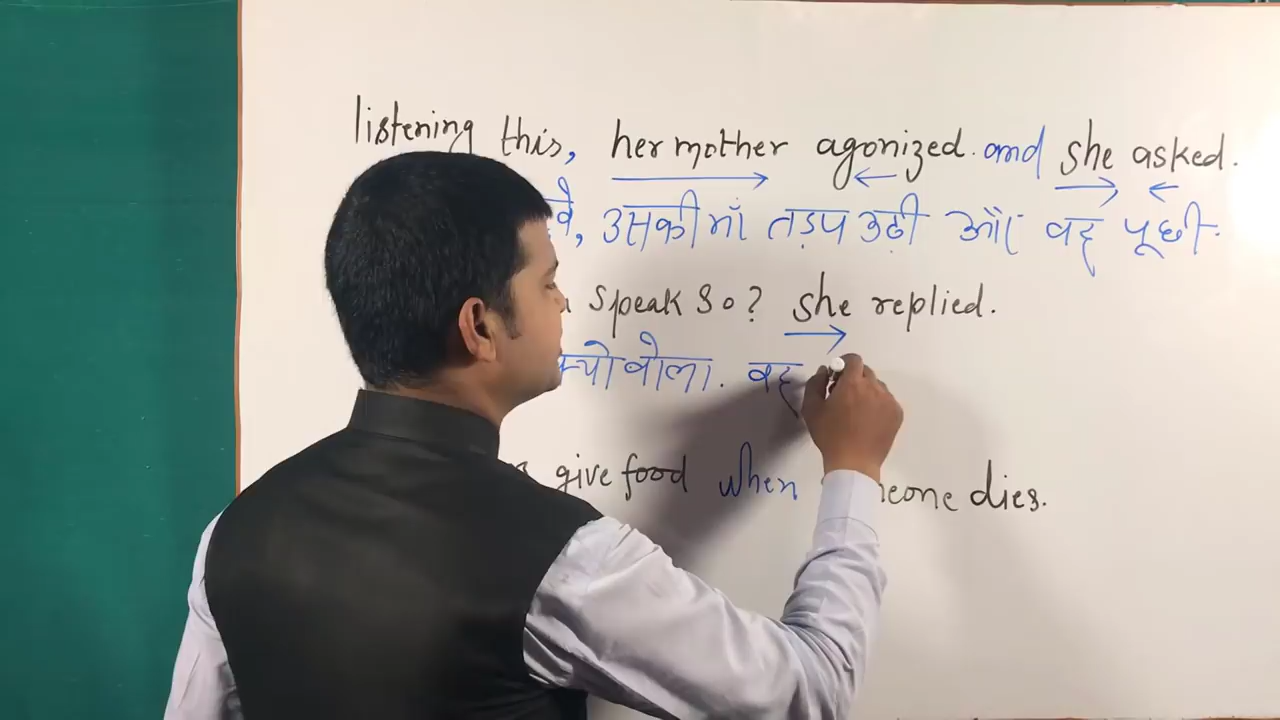 listening this, her mother agonized. and she asked.
उसकी माँ तड़प उठी और वह पूछी.
speak so? she replied.
क्यो बोला. वह
give food when dies.